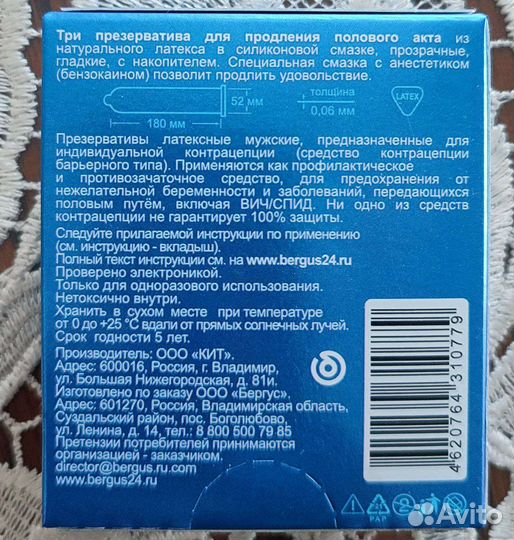 Три презерватива для продления полового акта из
натурального латекса в силиконовой смазке, прозрачные,
гладкие, с накопителем. Специальная смазка с анестетиком
(бензокаином) позволит продлить удовольствие.
52 мм
180 мм
толщина
0,06 мм
LATEX
Презервативы латексные мужские, предназначенные для
индивидуальной контрацепции (средство контрацепции
барьерного типа). Применяются как профилактическое
и противозачаточное средство, для предохранения от
нежелательной беременности и заболеваний, передающихся
половым путём, включая ВИЧ/СПИД. Ни одно из средств
контрацепции не гарантирует 100% защиты.
Следуйте прилагаемой инструкции по применению
(см. инструкция - вкладыш).
Полный текст инструкции см. на www.bergus24.ru
Проверено электроникой.
Только для одноразового использования.
Нетоксично внутри.
Хранить в сухом месте при температуре
от 0 до +25 °С вдали от прямых солнечных лучей.
Срок годности 5 лет.
Производитель: ООО «КИТ».
Адрес: 600016, Россия, г. Владимир,
ул. Большая Нижегородская, д. 81и.
Изготовлено по заказу ООО «Бергус».
Адрес: 601270, Россия, Владимирская область,
Суздальский район, пос. Боголюбово,
ул. Ленина, д. 14, тел.: 8 800 500 79 85
Претензии потребителей принимаются
организацией - заказчиком.
director@bergus.ru.com
www.bergus24.ru
4620764310779
PAP
Avito